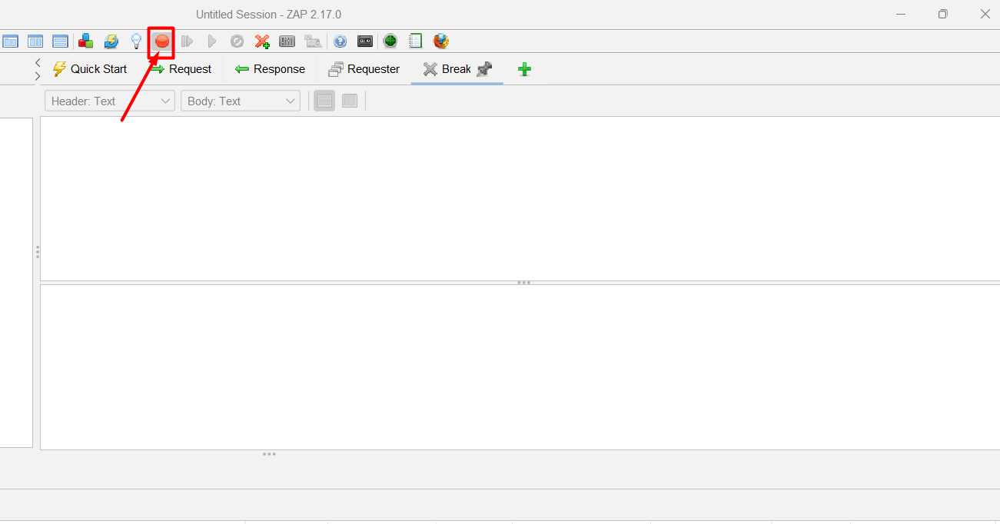 Untitled Session - ZAP 2.17.0
Quick Start
Request
Response
Requester
Break
Header: Text
Body: Text